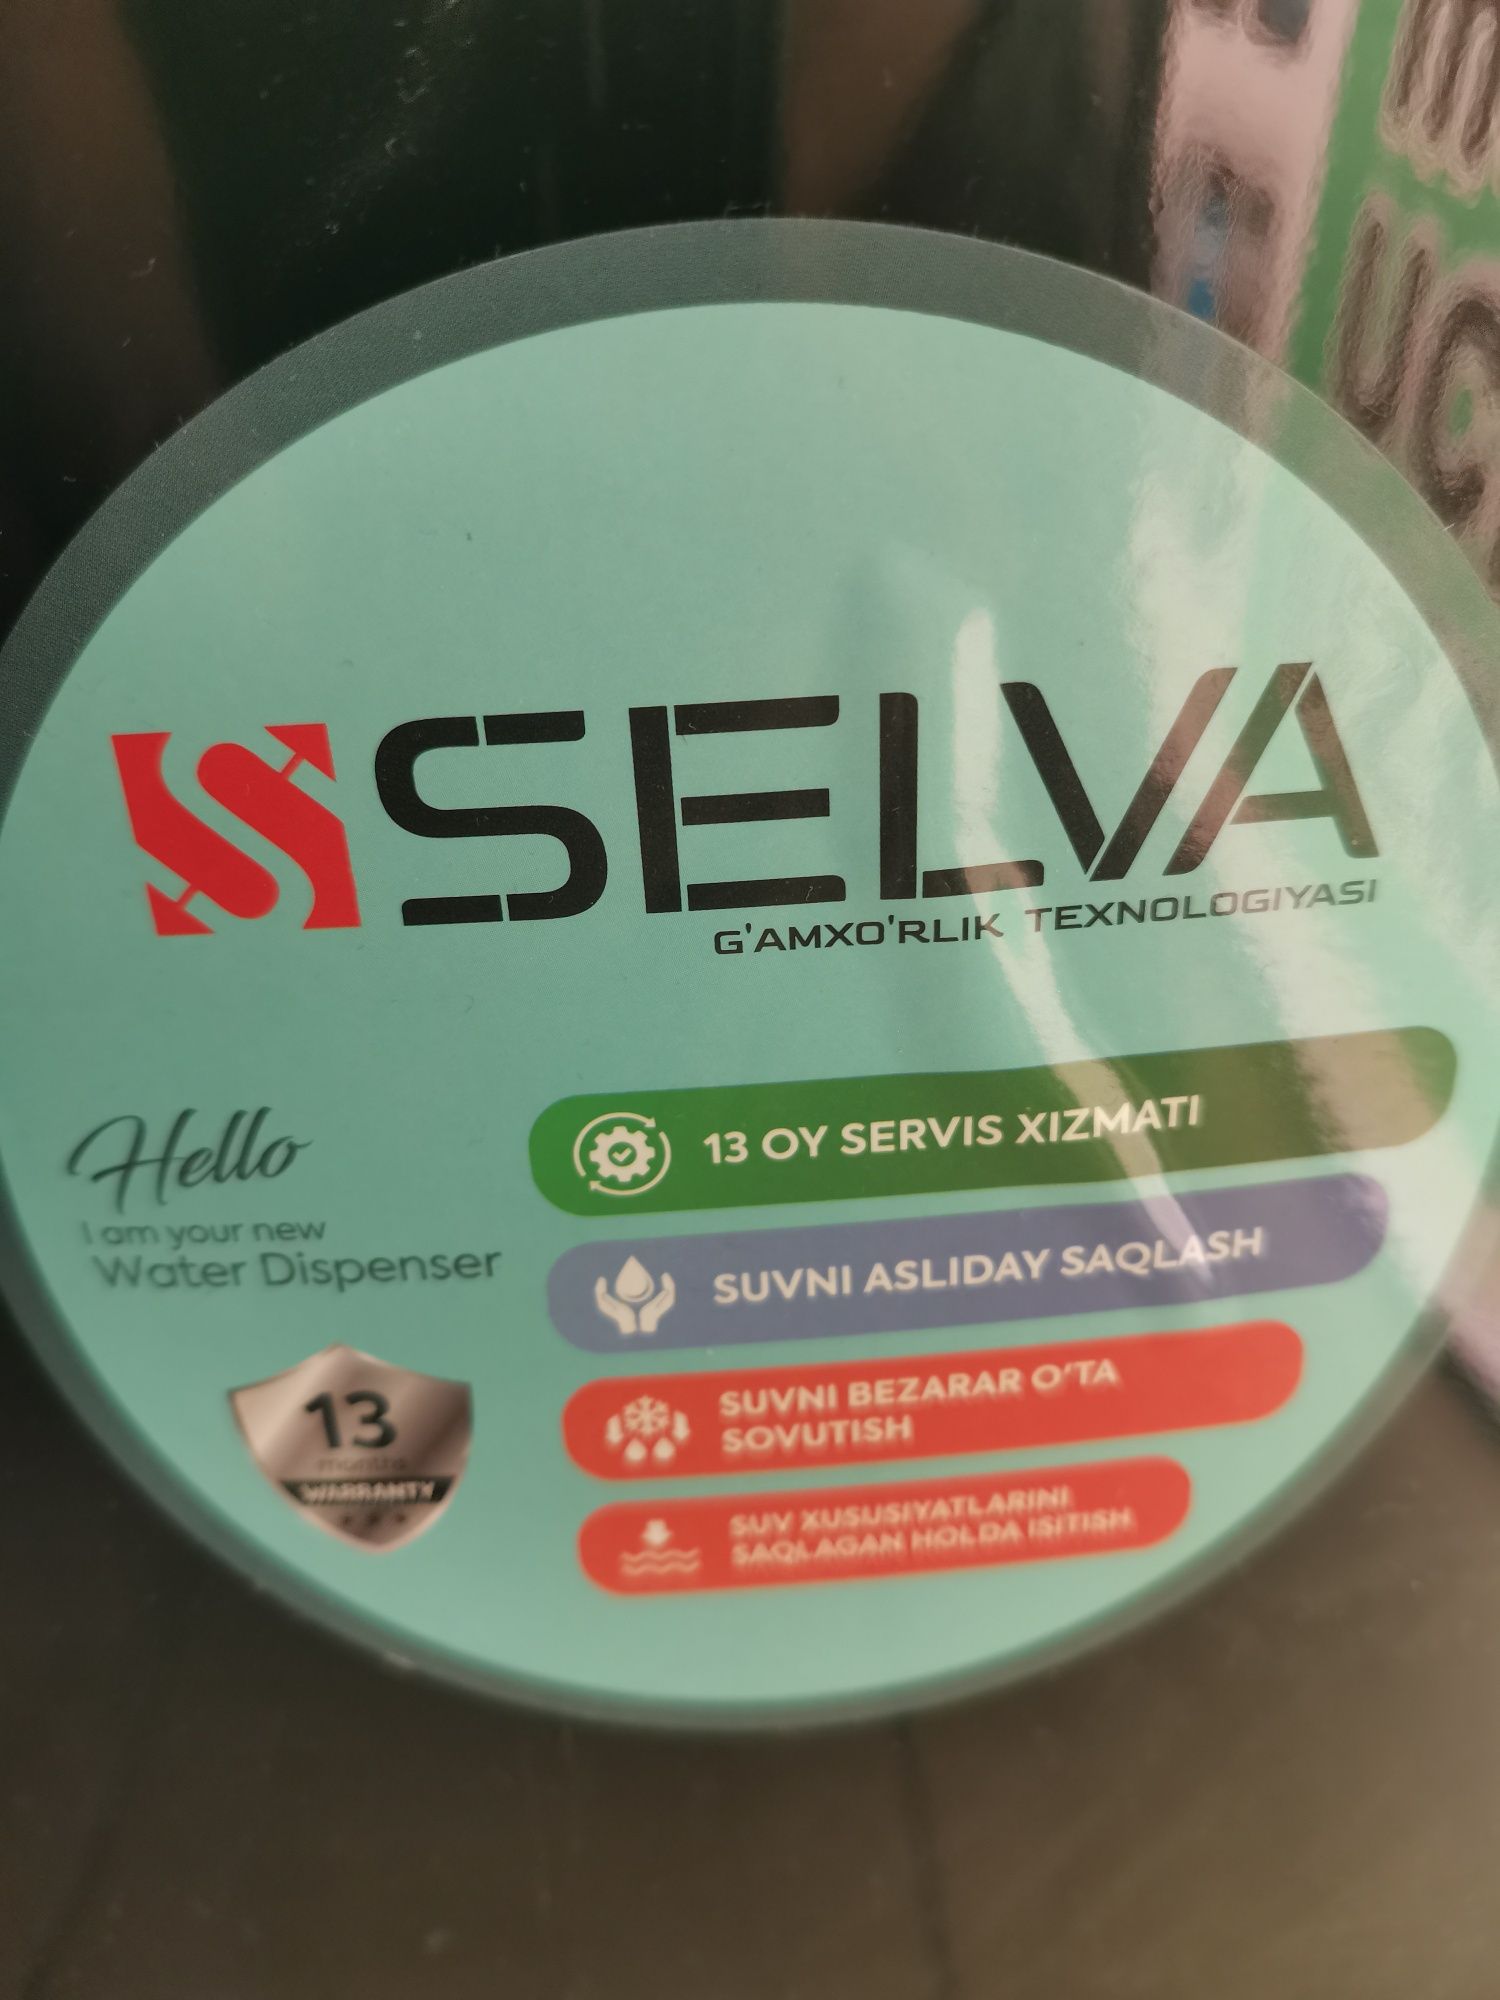 SELVA
G'AMXO'RLIK TEXNOLOGIYASI
Hello
I am your new
Water Dispenser
13
months
WARRANTY
13 OY SERVIS XIZMATI
SUVNI ASLIDAY SAQLASH
SUVNI BEZARAR O'TA
SOVUTISH
SUV XUSUSIYATLARINI
SAQLAGAN HOLDA ISITISH